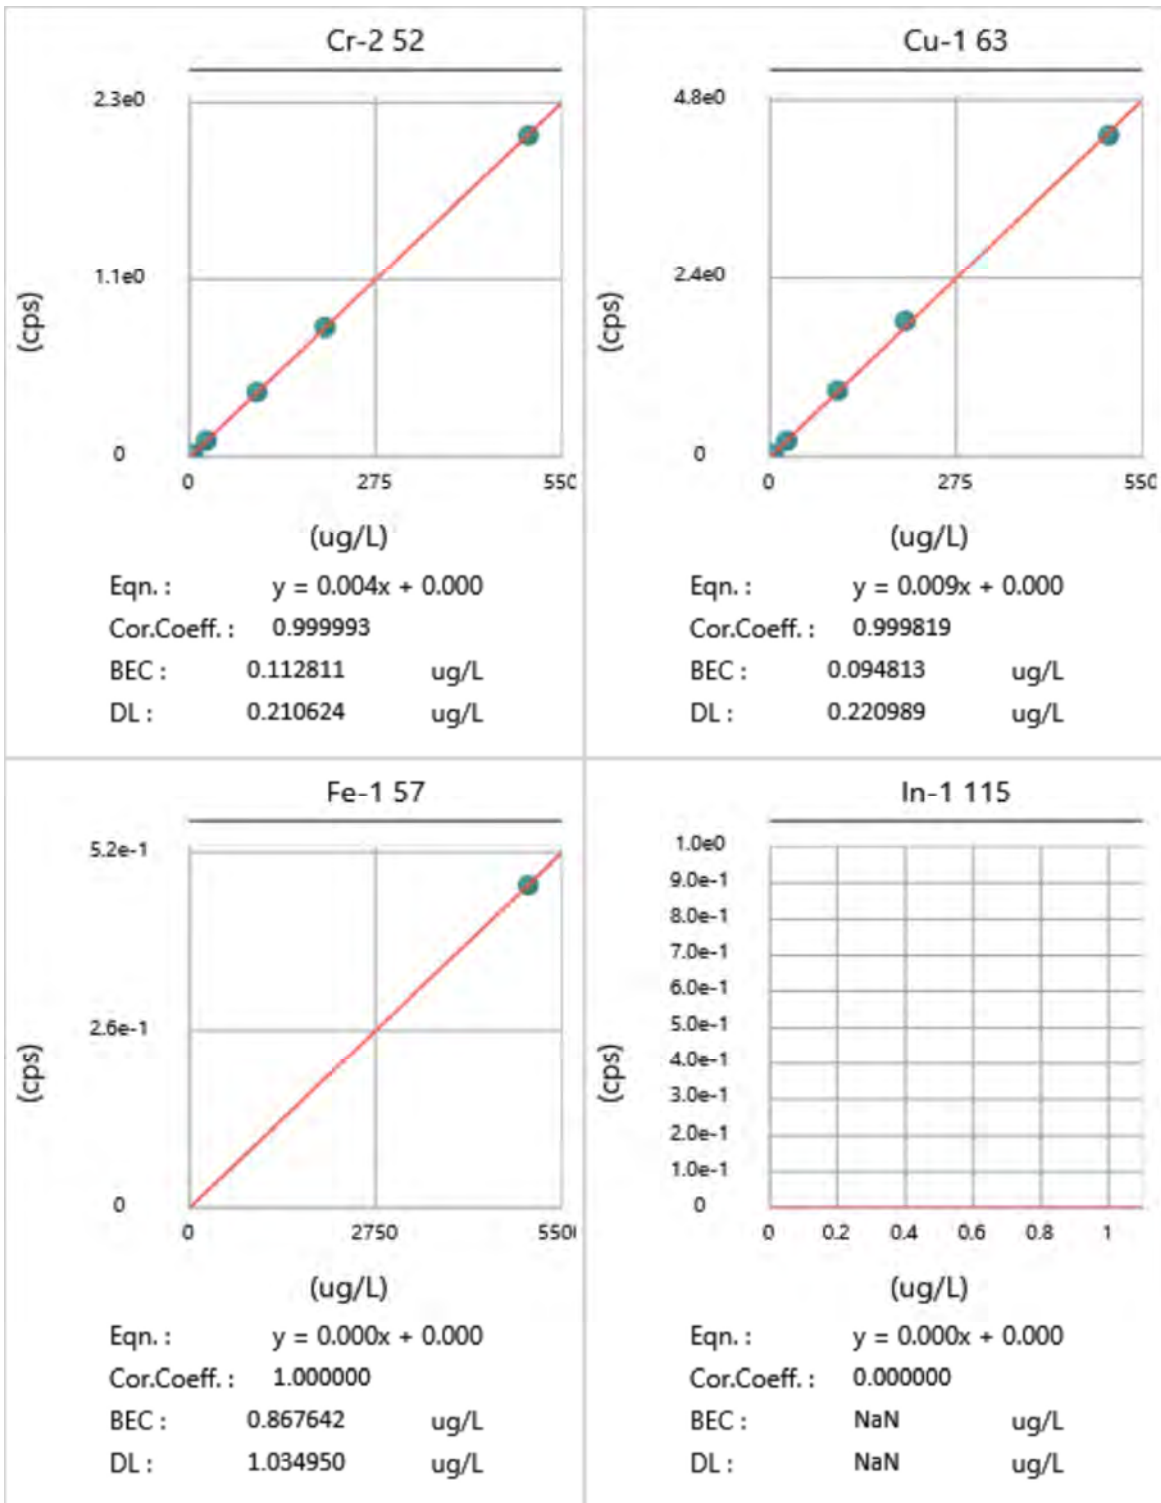 Cr-2 52
2.3e0
1.1e0
0
(cps)
0 275 550
(ug/L)
Eqn. : y = 0.004x + 0.000
Cor.Coeff. : 0.999993
BEC : 0.112811 ug/L
DL : 0.210624 ug/L
Cu-1 63
4.8e0
2.4e0
0
(cps)
0 275 550
(ug/L)
Eqn. : y = 0.009x + 0.000
Cor.Coeff. : 0.999819
BEC : 0.094813 ug/L
DL : 0.220989 ug/L
Fe-1 57
5.2e-1
2.6e-1
0
(cps)
0 2750 5500
(ug/L)
Eqn. : y = 0.000x + 0.000
Cor.Coeff. : 1.000000
BEC : 0.867642 ug/L
DL : 1.034950 ug/L
In-1 115
1.0e0
9.0e-1
8.0e-1
7.0e-1
6.0e-1
5.0e-1
4.0e-1
3.0e-1
2.0e-1
1.0e-1
0
(cps)
0 0.2 0.4 0.6 0.8 1
(ug/L)
Eqn. : y = 0.000x + 0.000
Cor.Coeff. : 0.000000
BEC : NaN ug/L
DL : NaN ug/L